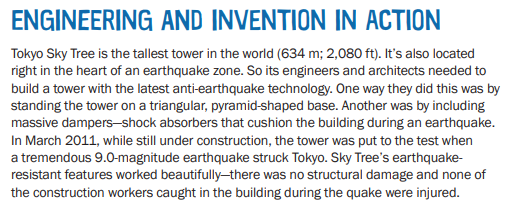 ENGINEERING AND INVENTION IN ACTION
Tokyo Sky Tree is the tallest tower in the world (634 m; 2,080 ft). It's also located
right in the heart of an earthquake zone. So its engineers and architects needed to
build a tower with the latest anti-earthquake technology. One way they did this was by
standing the tower on a triangular, pyramid-shaped base. Another was by including
massive dampers—shock absorbers that cushion the building during an earthquake.
In March 2011, while still under construction, the tower was put to the test when
a tremendous 9.0-magnitude earthquake struck Tokyo. Sky Tree's earthquake-
resistant features worked beautifully—there was no structural damage and none of
the construction workers caught in the building during the quake were injured.